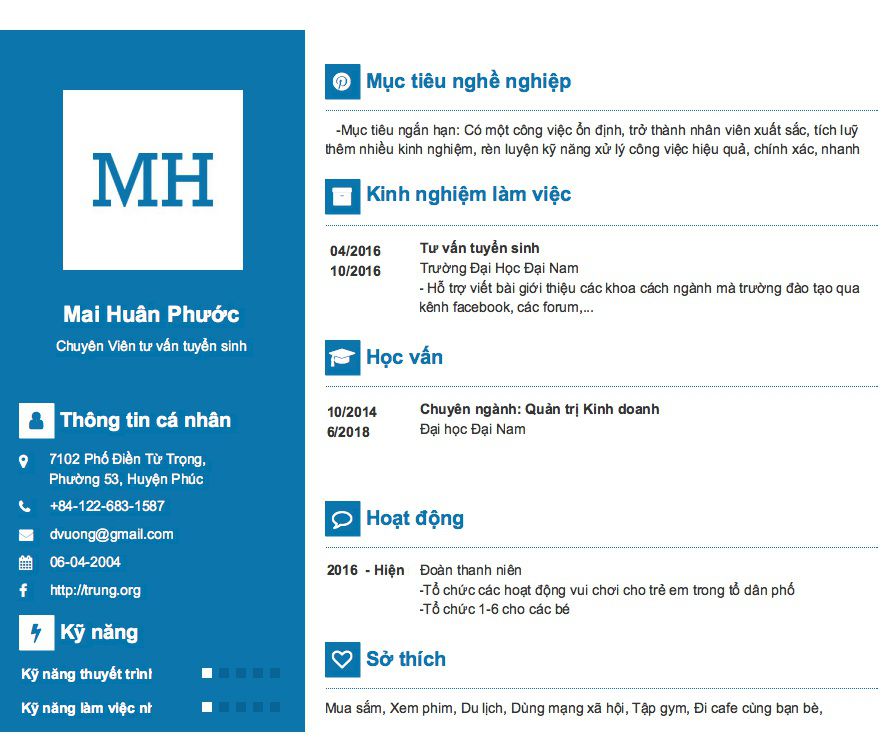 MH
Mai Huân Phước
Chuyên Viên tư vấn tuyển sinh
Thông tin cá nhân
7102 Phố Điền Từ Trọng,
Phường 53, Huyện Phúc
+84-122-683-1587
dvuong@gmail.com
06-04-2004
http://trung.org
Kỹ năng
Kỹ năng thuyết trình
Kỹ năng làm việc
Mục tiêu nghề nghiệp
-Mục tiêu ngắn hạn: Có một công việc ổn định, trở thành nhân viên xuất sắc, tích luỹ
thêm nhiều kinh nghiệm, rèn luyện kỹ năng xử lý công việc hiệu quả, chính xác, nhanh
Kinh nghiệm làm việc
04/2016
10/2016
Tư vấn tuyển sinh
Trường Đại Học Đại Nam
- Hỗ trợ viết bài giới thiệu các khoa cách ngành mà trường đào tạo qua
kênh facebook, các forum,...
Học vấn
10/2014
6/2018
Chuyên ngành: Quản trị Kinh doanh
Đại học Đại Nam
Hoạt động
2016 - Hiện
Đoàn thanh niên
-Tổ chức các hoạt động vui chơi cho trẻ em trong tổ dân phố
-Tổ chức 1-6 cho các bé
Sở thích
Mua sắm, Xem phim, Du lịch, Dùng mạng xã hội, Tập gym, Đi cafe cùng bạn bè,